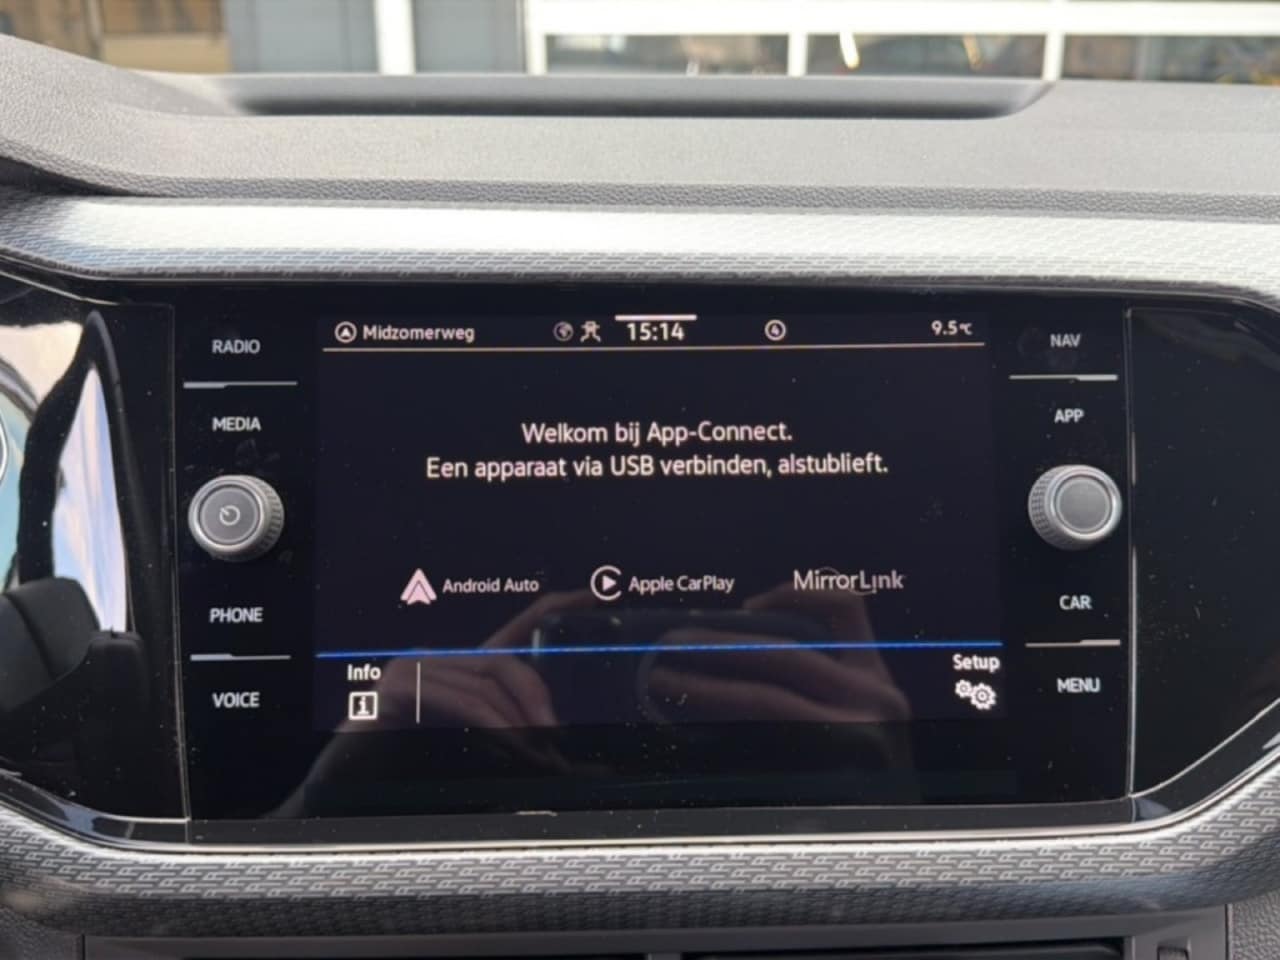 RADIO
MEDIA
PHONE
VOICE
Midzomerweg
15:14
4
9.5°C
Welkom bij App-Connect.
Een apparaat via USB verbinden, alstublieft.
Android Auto
Apple CarPlay
MirrorLink
Info
i
Setup
NAV
APP
CAR
MENU